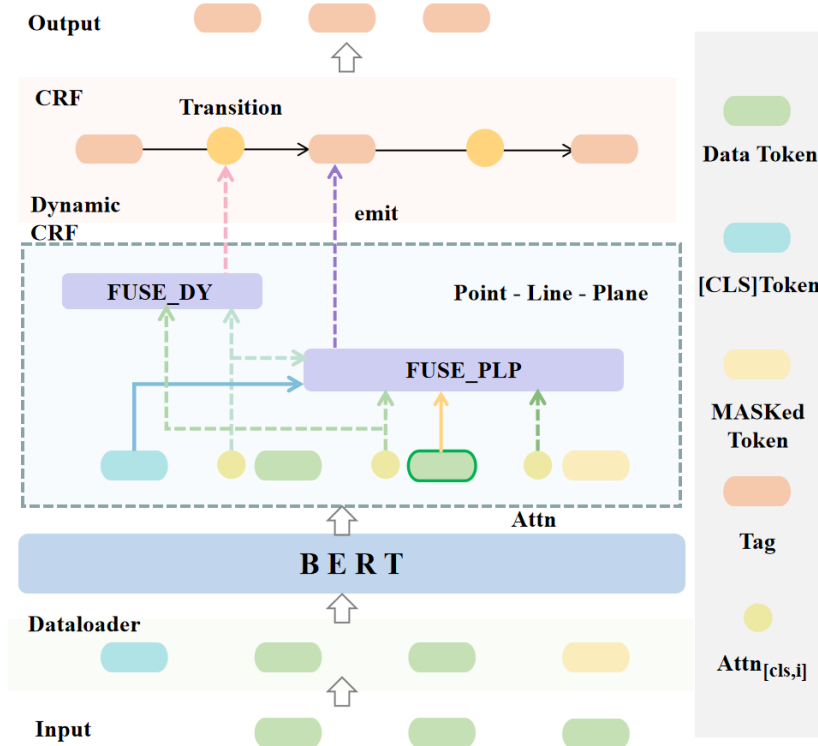 Output
CRF
Transition
Dynamic
CRF
emit
FUSE_DY
Point - Line - Plane
FUSE_PLP
Attn
BERT
Dataloader
Input
Data Token
[CLS]Token
MASKed
Token
Tag
Attn[cls,i]